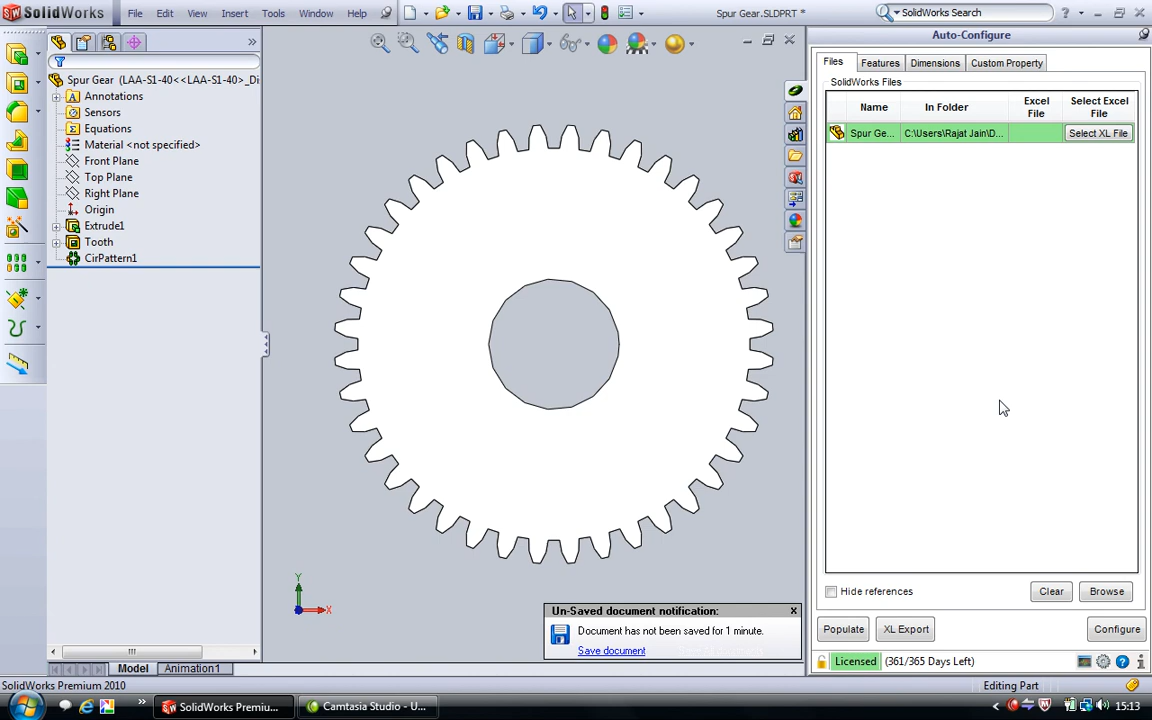 SolidWorks File Edit View Insert Tools Window Help Spur Gear.SLDPRT * SolidWorks Search
Auto-Configure
Files Features Dimensions Custom Property
SolidWorks Files
Name In Folder Excel File Select Excel File
Spur Ge... C:\Users\Rajat Jain\D... Select XL File
Spur Gear (LAA-S1-40<<LAA-S1-40>_Di
Annotations
Sensors
Equations
Material <not specified>
Front Plane
Top Plane
Right Plane
Origin
Extrude1
Tooth
CirPattern1
Y
X
Hide references Clear Browse
Un-Saved document notification:
Document has not been saved for 1 minute.
Save document
Populate XL Export Configure
Licensed (361/365 Days Left)
Model Animation1
SolidWorks Premium 2010 Editing Part
SolidWorks Premiu... Camtasia Studio - U... 15:13